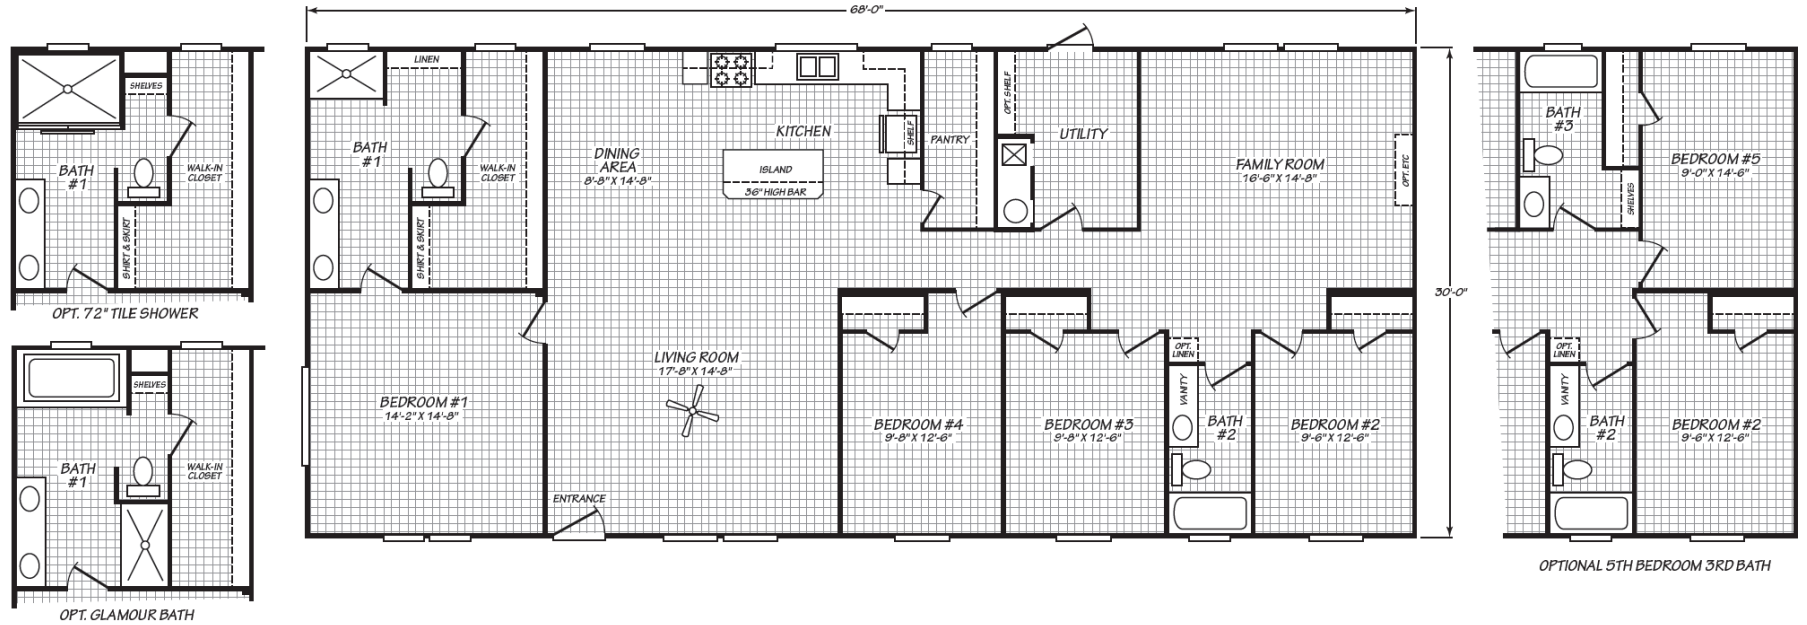 68'-0"
SHELVES
BATH
#1
WALK-IN
CLOSET
SHIRT & SKIRT
OPT. 72" TILE SHOWER
SHELVES
BATH
#1
WALK-IN
CLOSET
OPT. GLAMOUR BATH
LINEN
BATH
#1
WALK-IN
CLOSET
SHIRT & SKIRT
BEDROOM #1
14'-2" X 14'-8"
DINING
AREA
8'-8" X 14'-8"
KITCHEN
ISLAND
36" HIGH BAR
SHELF
PANTRY
OPT. SHELF
UTILITY
FAMILY ROOM
16'-6" X 14'-8"
OPT. ETC
30'-0"
LIVING ROOM
17'-8" X 14'-8"
ENTRANCE
BEDROOM #4
9'-8" X 12'-6"
BEDROOM #3
9'-8" X 12'-6"
OPT.
LINEN
VANITY
BATH
#2
BEDROOM #2
9'-6" X 12'-6"
BATH
#3
SHELVES
BEDROOM #5
9'-0" X 14'-6"
OPT.
LINEN
VANITY
BATH
#2
BEDROOM #2
9'-6" X 12'-6"
OPTIONAL 5TH BEDROOM 3RD BATH